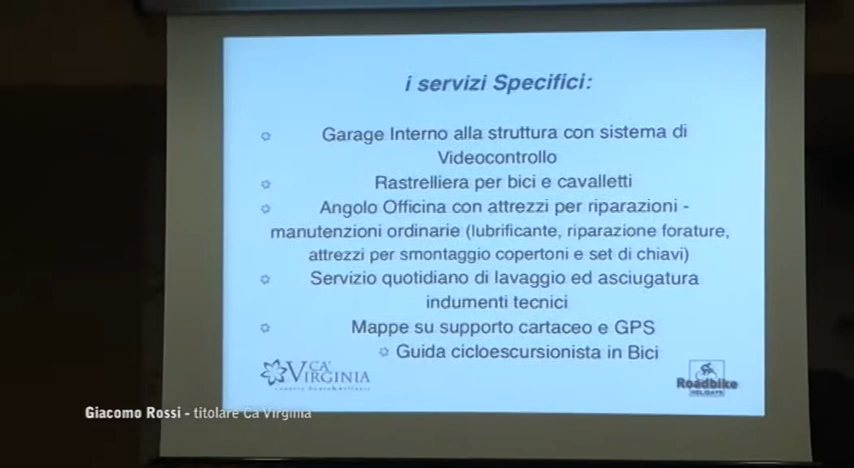 i servizi Specifici:
Garage Interno alla struttura con sistema di
Videocontrollo
Rastrelliera per bici e cavalletti
Angolo Officina con attrezzi per riparazioni -
manutenzioni ordinarie (lubrificante, riparazione forature,
attrezzi per smontaggio copertoni e set di chiavi)
Servizio quotidiano di lavaggio ed asciugatura
indumenti tecnici
Mappe su supporto cartaceo e GPS
Guida cicloescursionista in Bici
CA'
VIRGINIA
Roadbike
HOLIDAYS
Giacomo Rossi - titolare Ca Virginia